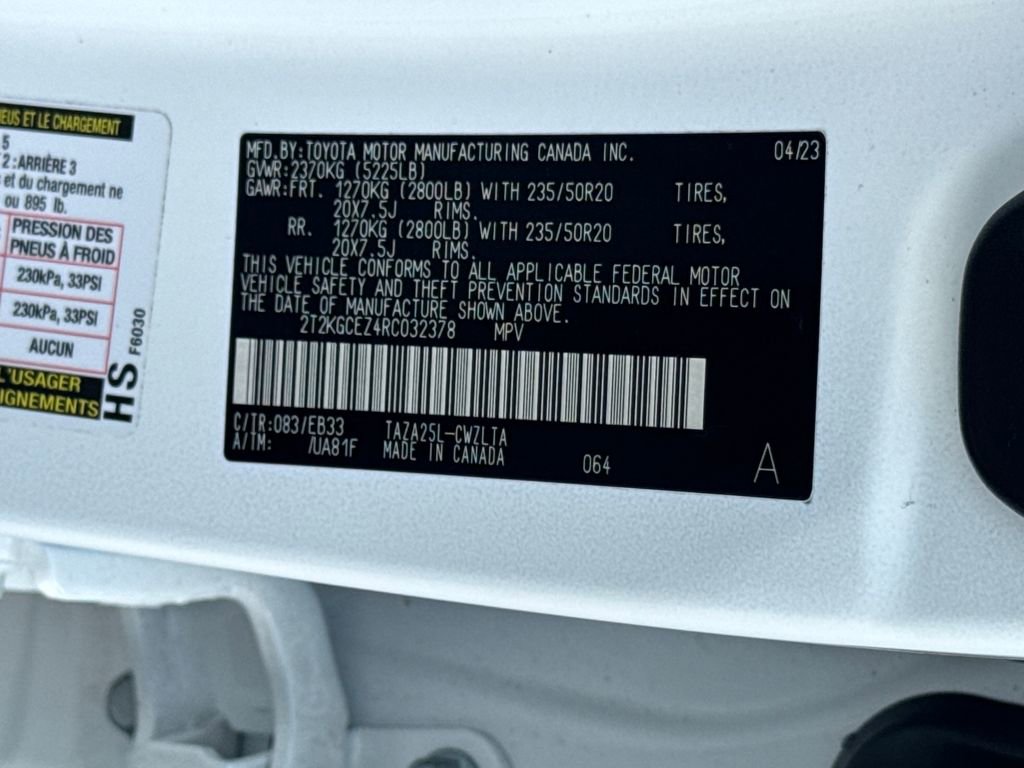 NEUS ET LE CHARGEMENT
5
2 : ARRIÈRE 3
et du chargement ne
ou 895 lb.
PRESSION DES
PNEUS À FROID
230kPa, 33PSI
230kPa, 33PSI
AUCUN
L'USAGER
IGNEMENTS
HS
F6030
MFD.BY:TOYOTA MOTOR MANUFACTURING CANADA INC. 04/23
GVWR:2370KG (5225LB)
GAWR:FRT. 1270KG (2800LB) WITH 235/50R20 TIRES,
20X7.5J RIMS.
RR. 1270KG (2800LB) WITH 235/50R20 TIRES,
20X7.5J RIMS.
THIS VEHICLE CONFORMS TO ALL APPLICABLE FEDERAL MOTOR
VEHICLE SAFETY AND THEFT PREVENTION STANDARDS IN EFFECT ON
THE DATE OF MANUFACTURE SHOWN ABOVE.
2T2KGCEZ4RC032378 MPV
C/TR:083/EB33 TAZA25L-CWZLTA
A/TM: /UA81F MADE IN CANADA 064 A